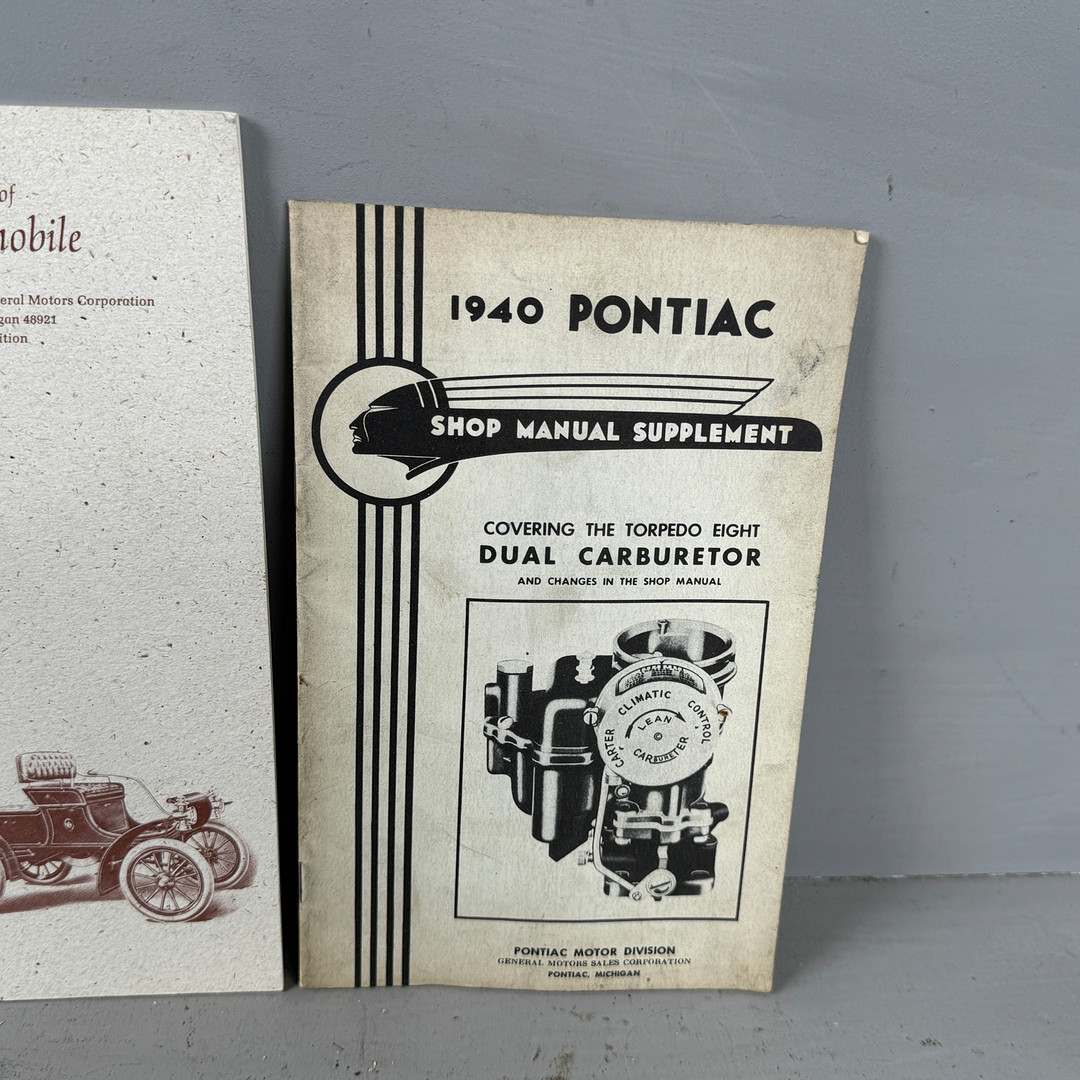 of
eral Motors Corporation
gan 48921
ition
1940 PONTIAC
SHOP MANUAL SUPPLEMENT
COVERING THE TORPEDO EIGHT
DUAL CARBURETOR
AND CHANGES IN THE SHOP MANUAL
CARTER CLIMATIC CONTROL
LEAN
CARBURETER
PONTIAC MOTOR DIVISION
GENERAL MOTORS SALES CORPORATION
PONTIAC, MICHIGAN